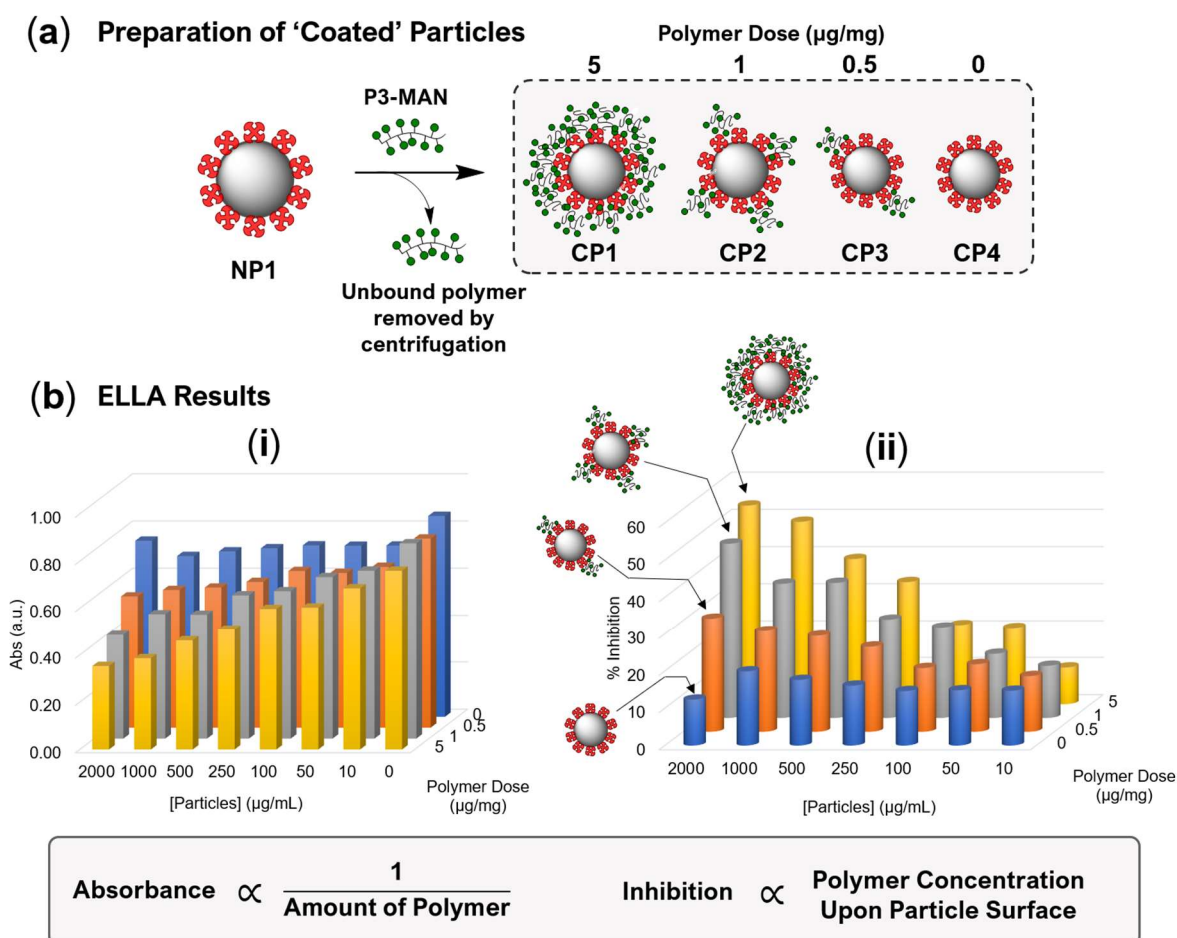 (a) Preparation of ‘Coated’ Particles
Polymer Dose (μg/mg)
5 1 0.5 0
P3-MAN
NP1
Unbound polymer
removed by
centrifugation
CP1 CP2 CP3 CP4
(b) ELLA Results
(i)
1.00
0.80
0.60
0.40
0.20
0.00
Abs (a.u.)
2000 1000 500 250 100 50 10 0
[Particles] (μg/mL)
0
0.5
1
5
Polymer Dose
(μg/mg)
(ii)
60
50
40
30
20
10
0
% Inhibition
2000 1000 500 250 100 50 10
[Particles] (μg/mL)
5
1
0.5
0
Polymer Dose
(μg/mg)
Absorbance ∝ 1
Amount of Polymer
Inhibition ∝ Polymer Concentration
Upon Particle Surface